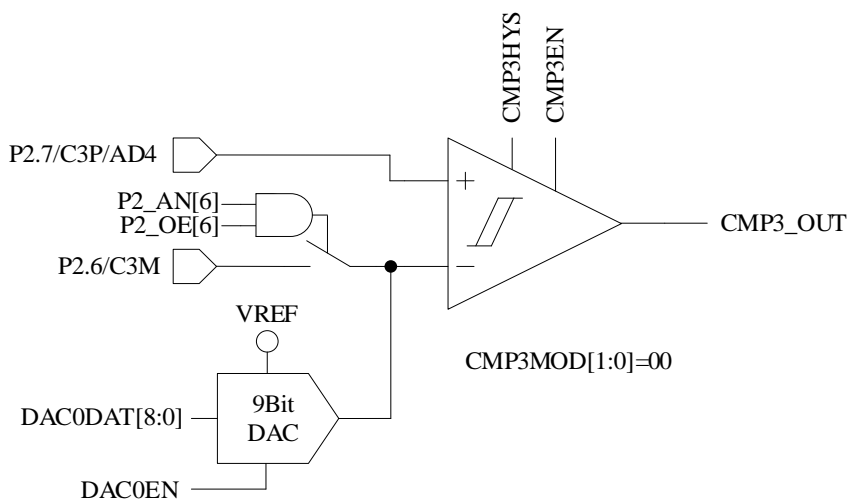 CMP3HYS
CMP3EN
P2.7/C3P/AD4
+
P2_AN[6]
P2_OE[6]
CMP3_OUT
P2.6/C3M
−
VREF
CMP3MOD[1:0]=00
DAC0DAT[8:0]
9Bit
DAC
DAC0EN